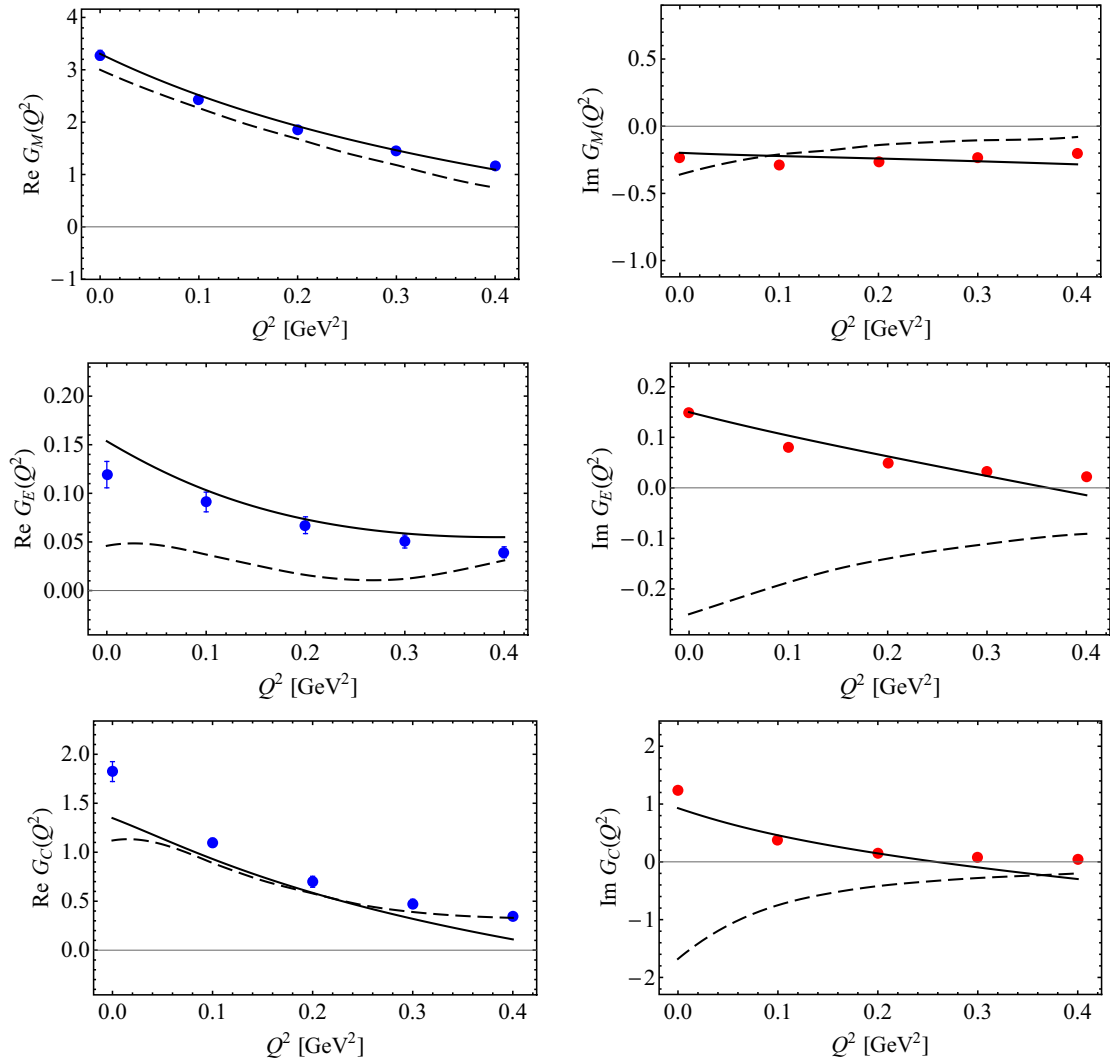 Re G_M(Q^2)
4
3
2
1
0
−1
0.0 0.1 0.2 0.3 0.4
Q^2 [GeV^2]
Im G_M(Q^2)
0.5
0.0
−0.5
−1.0
0.0 0.1 0.2 0.3 0.4
Q^2 [GeV^2]
Re G_E(Q^2)
0.20
0.15
0.10
0.05
0.00
0.0 0.1 0.2 0.3 0.4
Q^2 [GeV^2]
Im G_E(Q^2)
0.2
0.1
0.0
−0.1
−0.2
0.0 0.1 0.2 0.3 0.4
Q^2 [GeV^2]
Re G_C(Q^2)
2.0
1.5
1.0
0.5
0.0
0.0 0.1 0.2 0.3 0.4
Q^2 [GeV^2]
Im G_C(Q^2)
2
1
0
−1
−2
0.0 0.1 0.2 0.3 0.4
Q^2 [GeV^2]